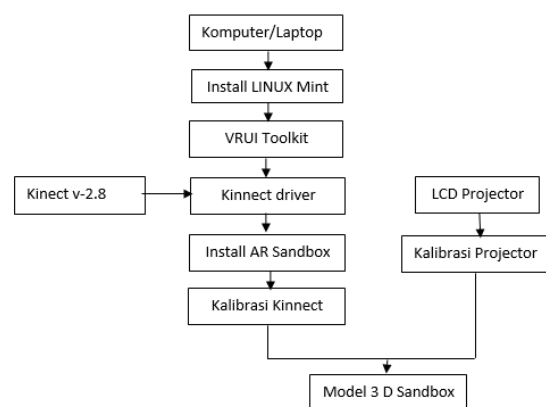 Komputer/Laptop
Install LINUX Mint
VRUI Toolkit
Kinect v-2.8
Kinnect driver
LCD Projector
Install AR Sandbox
Kalibrasi Projector
Kalibrasi Kinnect
Model 3 D Sandbox